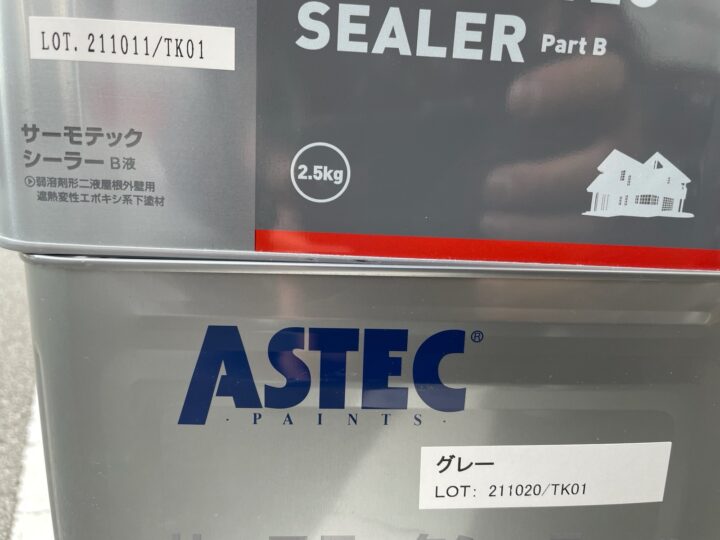 LOT. 211011/TK01
SEALER Part B
サーモテック
シーラー B液
弱溶剤形二液屋根外壁用
遮熱変性エポキシ系下塗材
2.5kg
ASTEC®
・PAINTS・
グレー
LOT: 211020/TK01